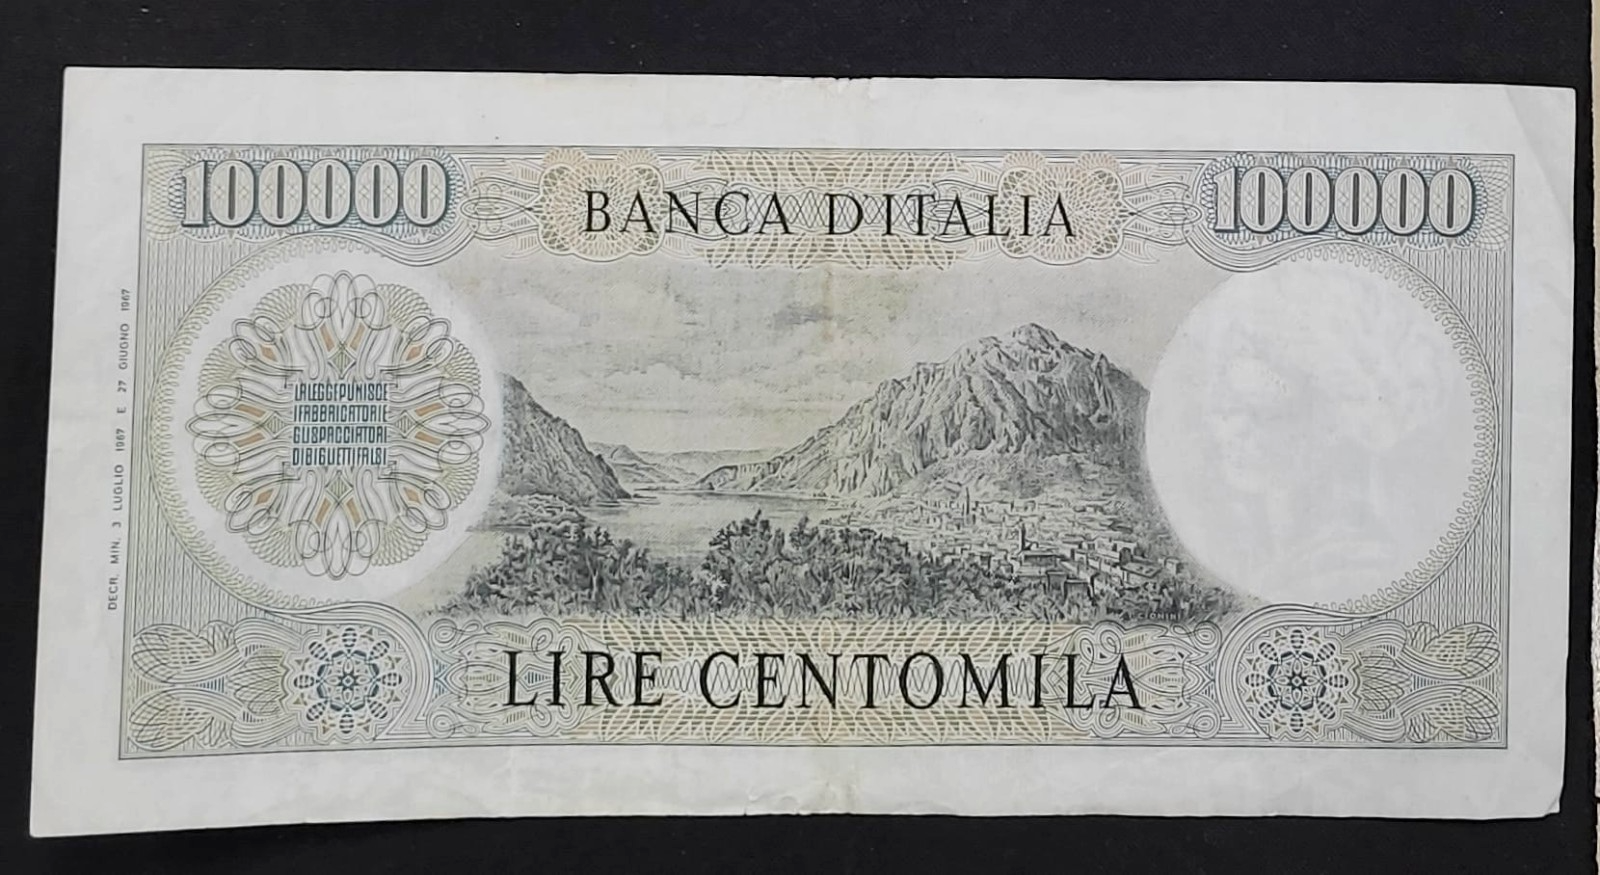 100000
BANCA D'ITALIA
100000
DECR. MIN. 3 LUGLIO 1967 E 27 GIUGNO 1967
LA LEGGE PUNISCE
I FABBRICATORI E
GLI SPACCIATORI
DI BIGLIETTI FALSI
LIRE CENTOMILA